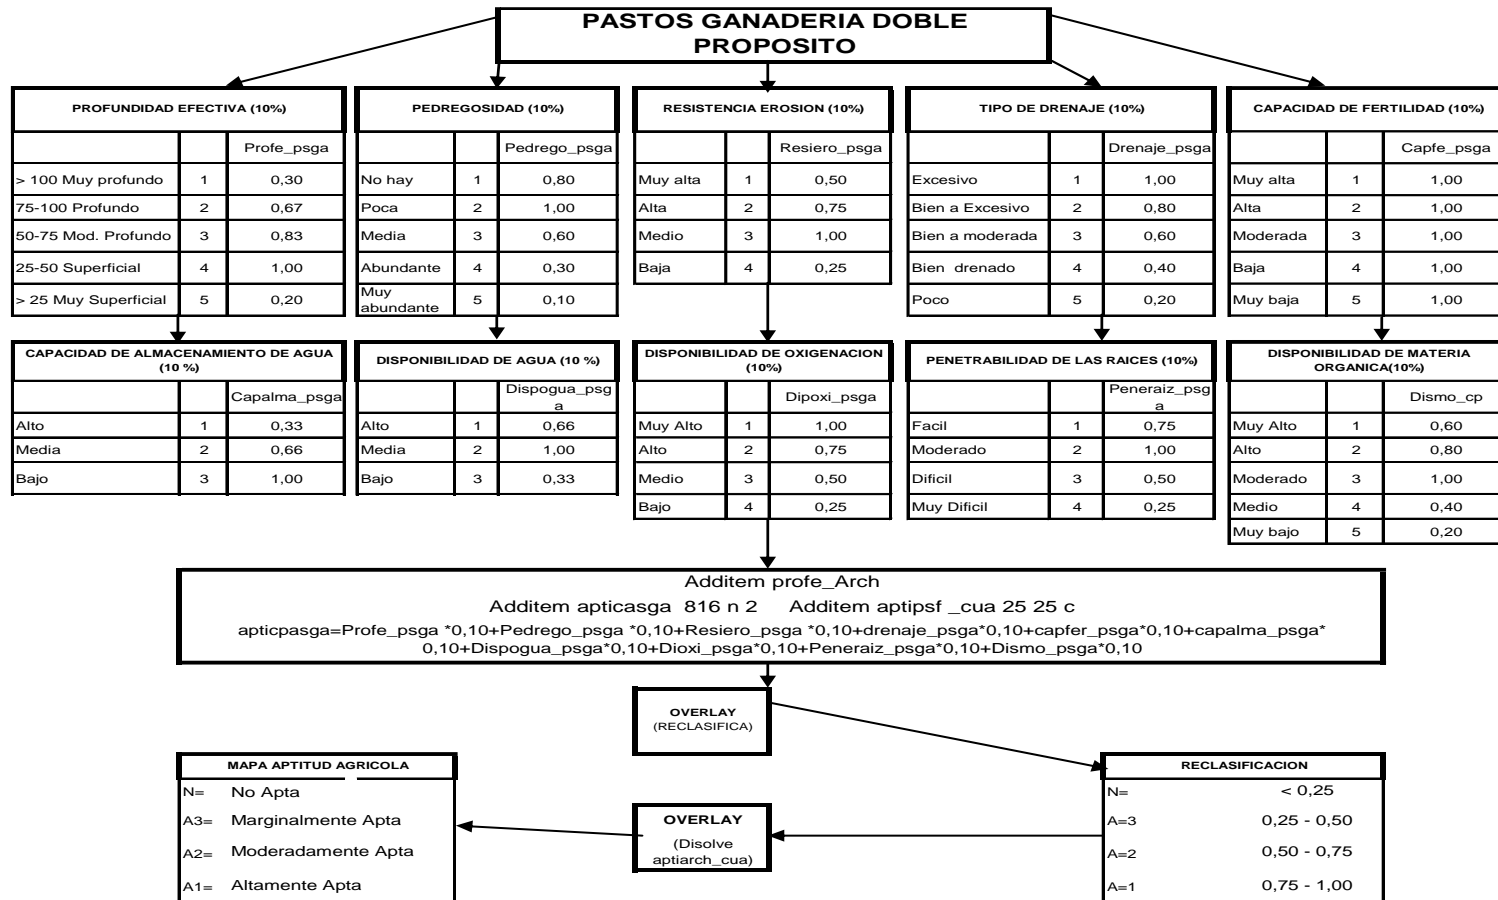 PASTOS GANADERIA DOBLE
PROPOSITO
PROFUNDIDAD EFECTIVA (10%)
Profe_psga
> 100 Muy profundo 1 0,30
75-100 Profundo 2 0,67
50-75 Mod. Profundo 3 0,83
25-50 Superficial 4 1,00
> 25 Muy Superficial 5 0,20
PEDREGOSIDAD (10%)
Pedrego_psga
No hay 1 0,80
Poca 2 1,00
Media 3 0,60
Abundante 4 0,30
Muy
abundante 5 0,10
RESISTENCIA EROSION (10%)
Resiero_psga
Muy alta 1 0,50
Alta 2 0,75
Medio 3 1,00
Baja 4 0,25
TIPO DE DRENAJE (10%)
Drenaje_psga
Excesivo 1 1,00
Bien a Excesivo 2 0,80
Bien a moderada 3 0,60
Bien drenado 4 0,40
Poco 5 0,20
CAPACIDAD DE FERTILIDAD (10%)
Capfe_psga
Muy alta 1 1,00
Alta 2 1,00
Moderada 3 1,00
Baja 4 1,00
Muy baja 5 1,00
CAPACIDAD DE ALMACENAMIENTO DE AGUA
(10 %)
Capalma_psga
Alto 1 0,33
Media 2 0,66
Bajo 3 1,00
DISPONIBILIDAD DE AGUA (10 %)
Dispogua_psg
a
Alto 1 0,66
Media 2 1,00
Bajo 3 0,33
DISPONIBILIDAD DE OXIGENACION
(10%)
Dipoxi_psga
Muy Alto 1 1,00
Alto 2 0,75
Medio 3 0,50
Bajo 4 0,25
PENETRABILIDAD DE LAS RAICES (10%)
Peneraiz_psg
a
Facil 1 0,75
Moderado 2 1,00
Dificil 3 0,50
Muy Dificil 4 0,25
DISPONIBILIDAD DE MATERIA
ORGANICA(10%)
Dismo_cp
Muy Alto 1 0,60
Alto 2 0,80
Moderado 3 1,00
Medio 4 0,40
Muy bajo 5 0,20
Additem profe_Arch
Additem apticasga 816 n 2 Additem aptipsf _cua 25 25 c
apticpasga=Profe_psga *0,10+Pedrego_psga *0,10+Resiero_psga *0,10+drenaje_psga*0,10+capfer_psga*0,10+capalma_psga*
0,10+Dispogua_psga*0,10+Dioxi_psga*0,10+Peneraiz_psga*0,10+Dismo_psga*0,10
OVERLAY
(RECLASIFICA)
MAPA APTITUD AGRICOLA
N= No Apta
A3= Marginalmente Apta
A2= Moderadamente Apta
A1= Altamente Apta
OVERLAY
(Disolve
aptiarch_cua)
RECLASIFICACION
N= < 0,25
A=3 0,25 - 0,50
A=2 0,50 - 0,75
A=1 0,75 - 1,00